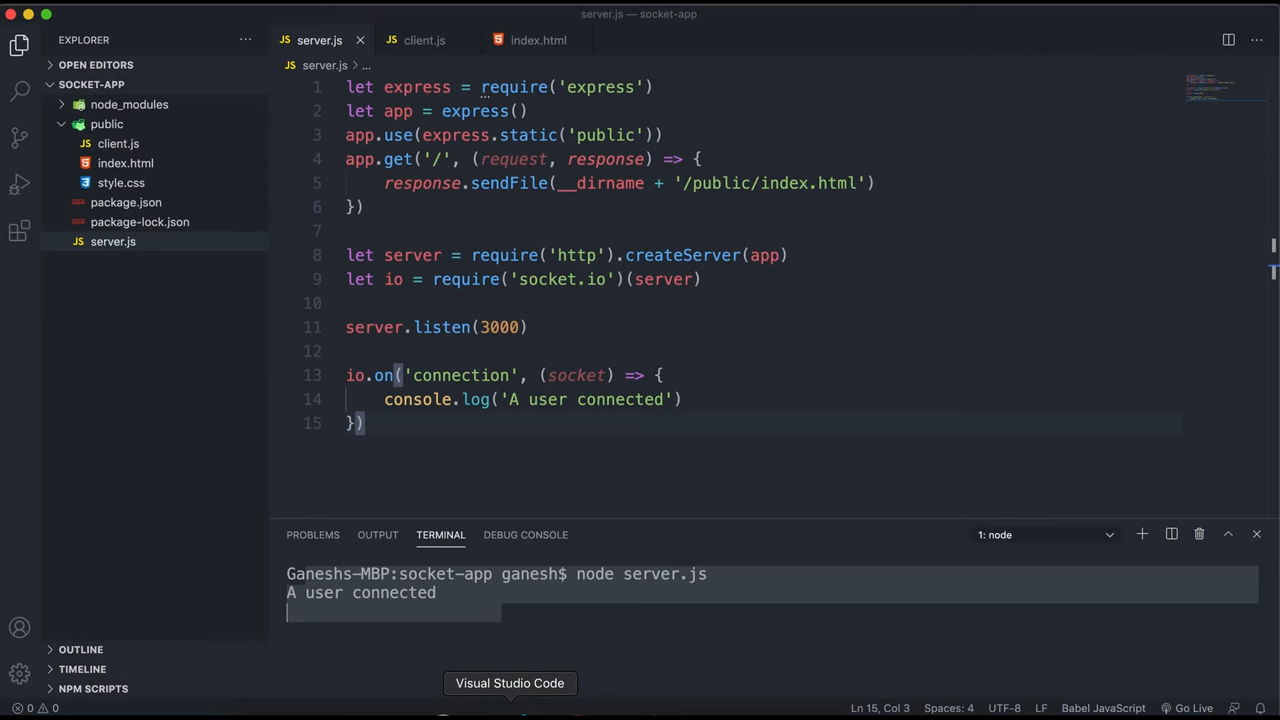 server.js — socket-app
EXPLORER
OPEN EDITORS
SOCKET-APP
node_modules
public
JS client.js
index.html
style.css
package.json
package-lock.json
JS server.js
OUTLINE
TIMELINE
NPM SCRIPTS
JS server.js
JS client.js
index.html
JS server.js > ...
1 let express = require('express')
2 let app = express()
3 app.use(express.static('public'))
4 app.get('/', (request, response) => {
5 response.sendFile(__dirname + '/public/index.html')
6 })
7
8 let server = require('http').createServer(app)
9 let io = require('socket.io')(server)
10
11 server.listen(3000)
12
13 io.on('connection', (socket) => {
14 console.log('A user connected')
15 })
PROBLEMS OUTPUT TERMINAL DEBUG CONSOLE 1: node
Ganeshs-MBP:socket-app ganesh$ node server.js
A user connected
Visual Studio Code
0 0 Ln 15, Col 3 Spaces: 4 UTF-8 LF Babel JavaScript Go Live